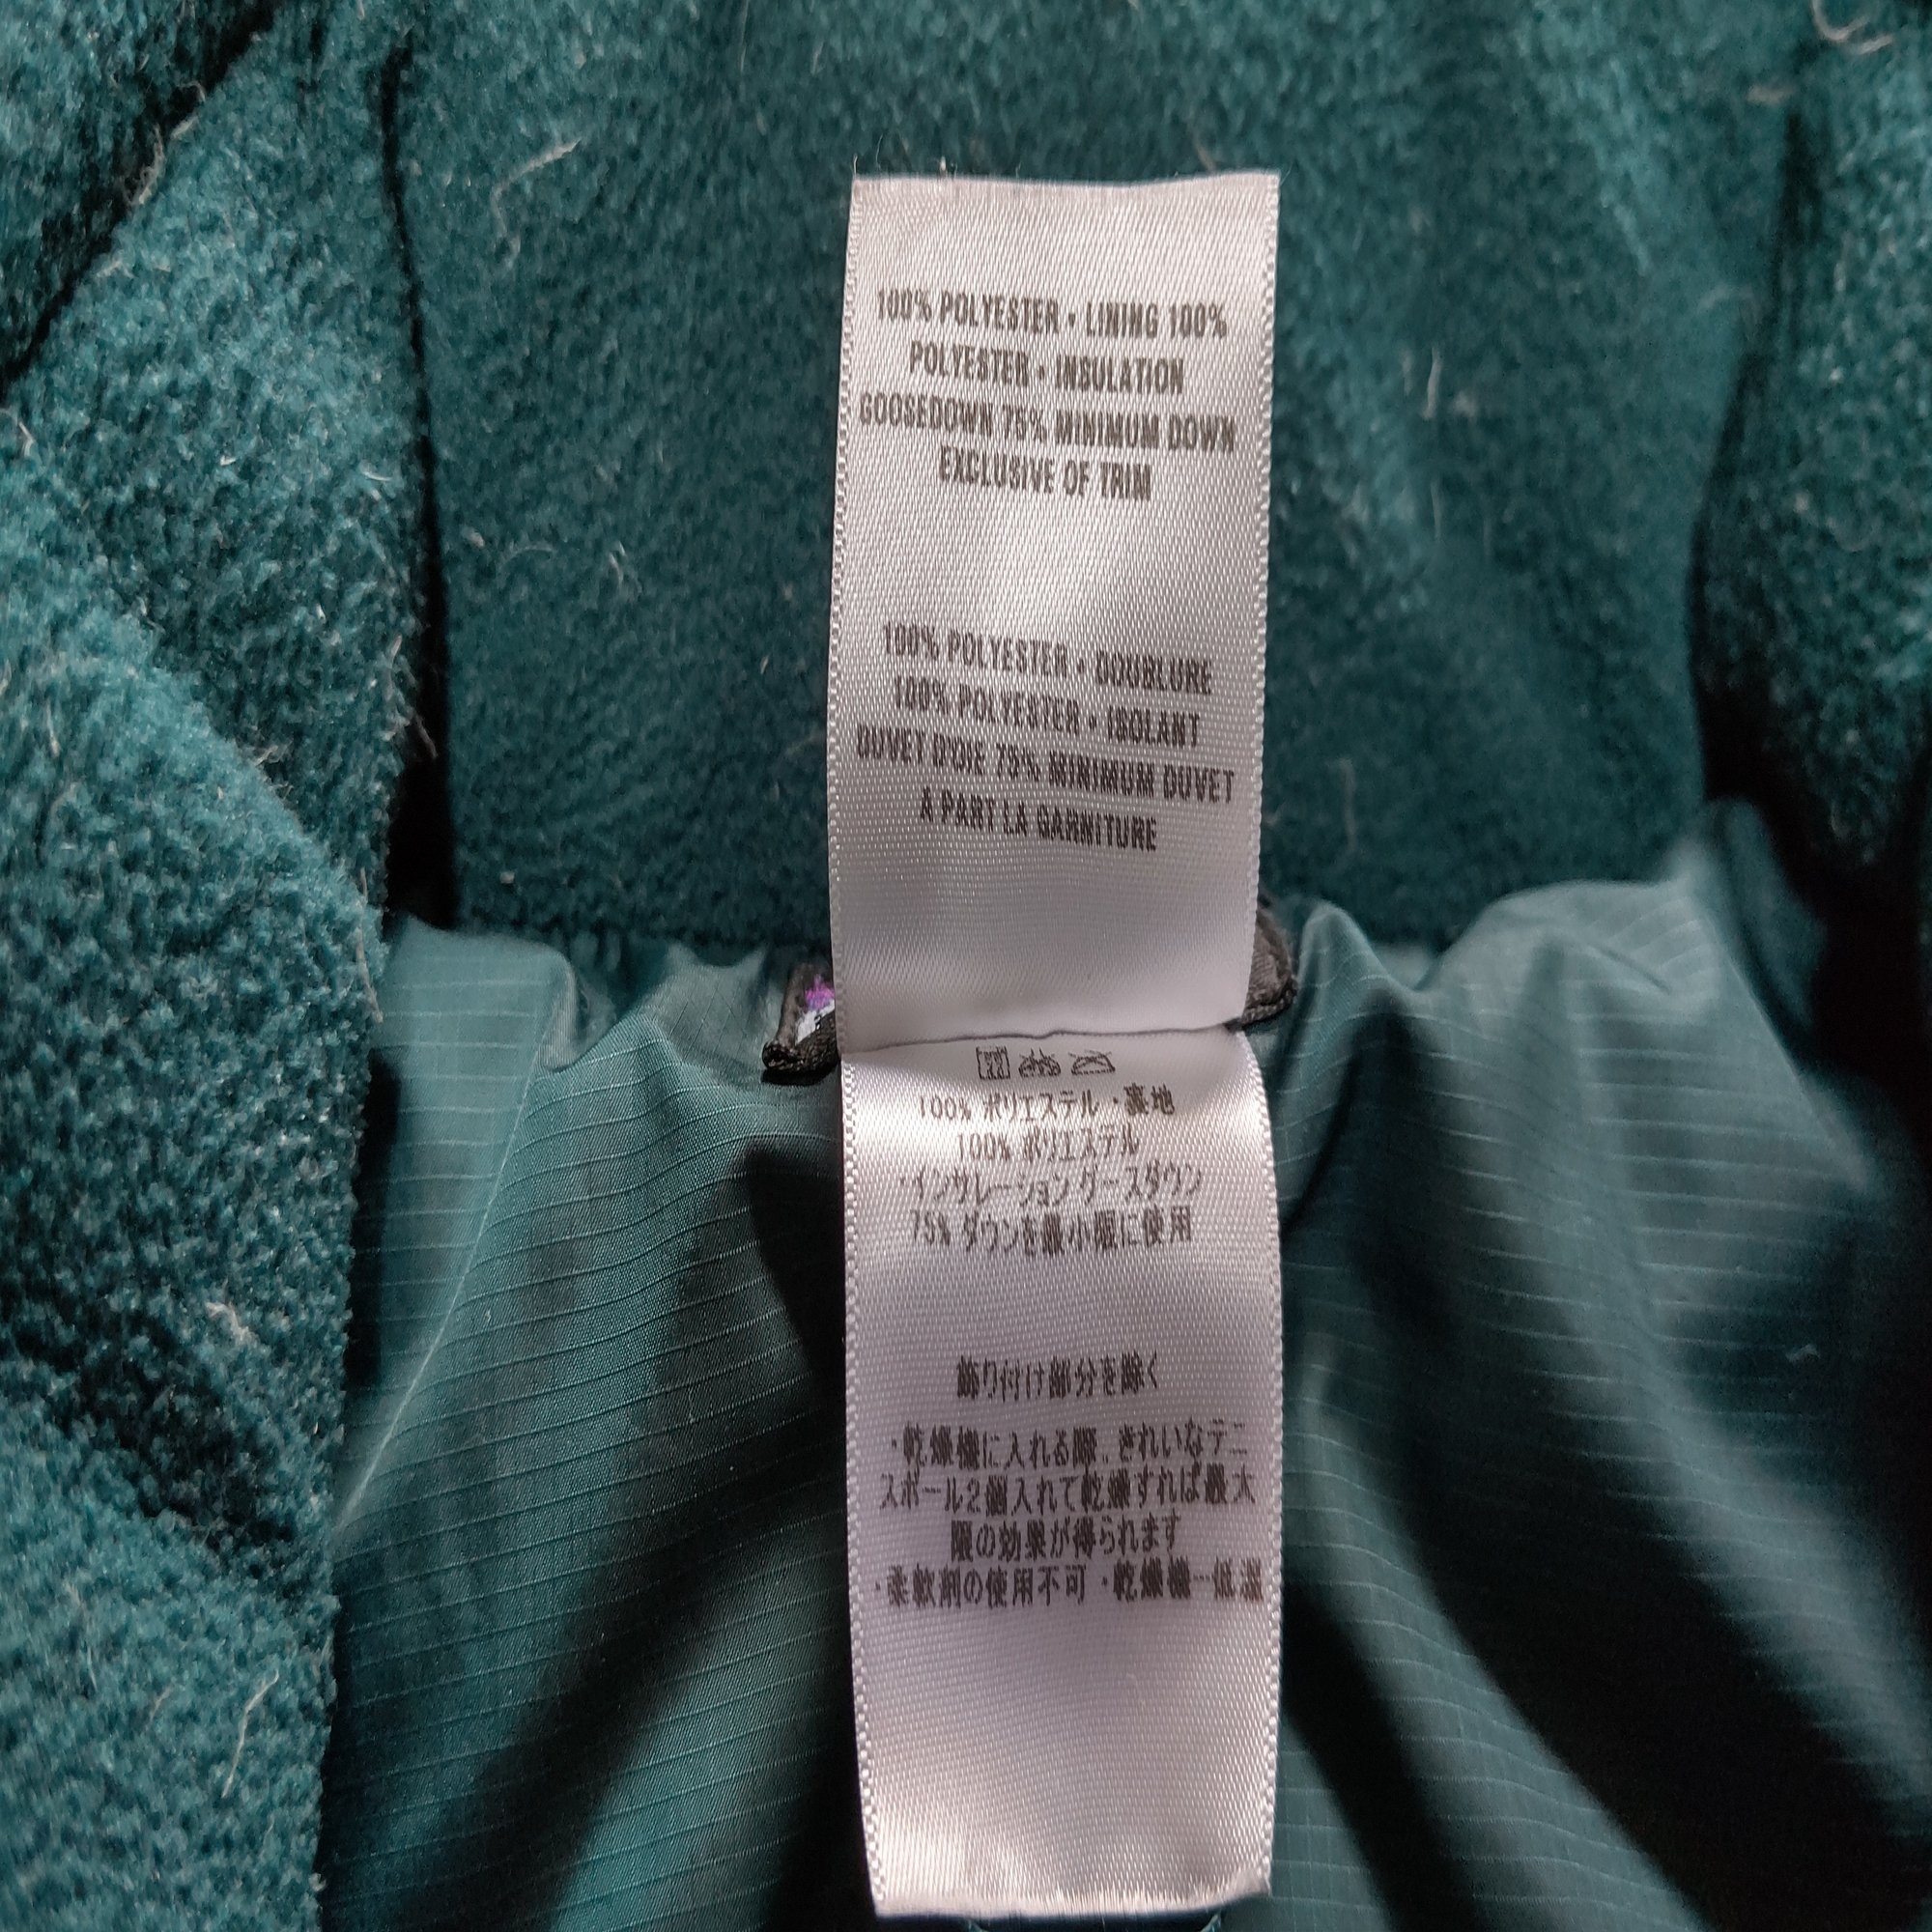 100% POLYESTER • LINING 100%
POLYESTER • INSULATION
GOOSEDOWN 75% MINIMUM DOWN
EXCLUSIVE OF TRIM
100% POLYESTER • DOUBLURE
100% POLYESTER • ISOLANT
DUVET D'OIE 75% MINIMUM DUVET
A PART LA GARNITURE
100% ポリエステル ・裏地
100% ポリエステル
・インサレーション グースダウン
75% ダウンを最小限に使用
飾り付け部分を除く
・乾燥機に入れる際、きれいなテニ
スボール2個入れて乾燥すれば最大
限の効果が得られます
・柔軟剤の使用不可 ・乾燥機−低温